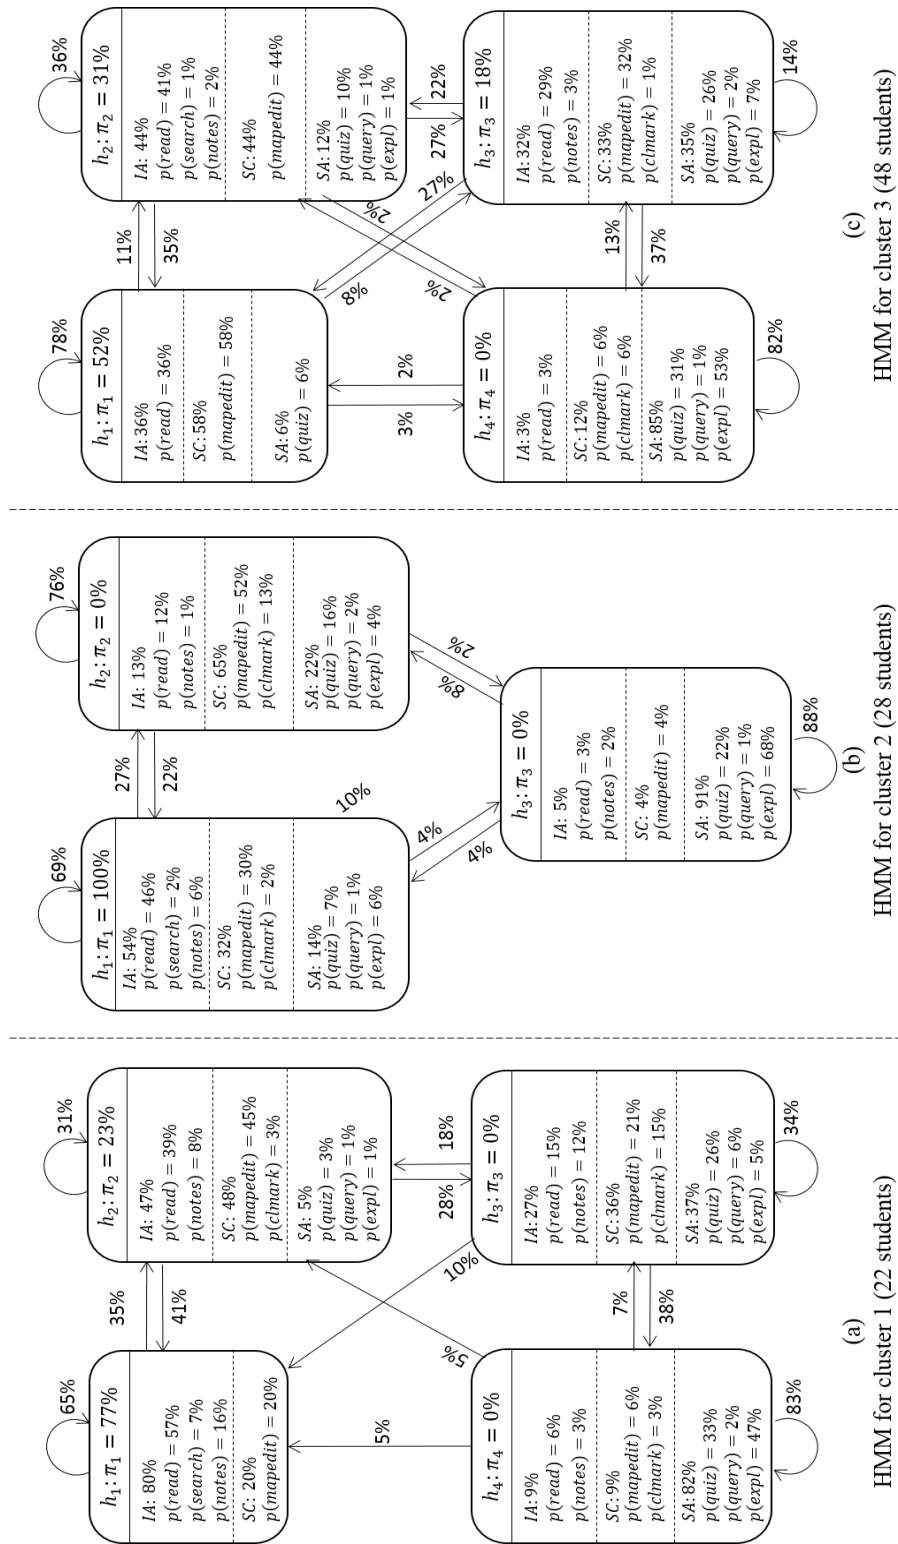 65%
h₁: π₁ = 77%
IA: 80%
p(read) = 57%
p(search) = 7%
p(notes) = 16%
SC: 20%
p(mapedit) = 20%
35%
41%
31%
h₂: π₂ = 23%
IA: 47%
p(read) = 39%
p(notes) = 8%
SC: 48%
p(mapedit) = 45%
p(clmark) = 3%
SA: 5%
p(quiz) = 3%
p(query) = 1%
p(expl) = 1%
5%
5%
10%
28%
18%
h₄: π₄ = 0%
IA: 9%
p(read) = 6%
p(notes) = 3%
SC: 9%
p(mapedit) = 6%
p(clmark) = 3%
SA: 82%
p(quiz) = 33%
p(query) = 2%
p(expl) = 47%
83%
7%
38%
h₃: π₃ = 0%
IA: 27%
p(read) = 15%
p(notes) = 12%
SC: 36%
p(mapedit) = 21%
p(clmark) = 15%
SA: 37%
p(quiz) = 26%
p(query) = 6%
p(expl) = 5%
34%
(a)
HMM for cluster 1 (22 students)
69%
h₁: π₁ = 100%
IA: 54%
p(read) = 46%
p(search) = 2%
p(notes) = 6%
SC: 32%
p(mapedit) = 30%
p(clmark) = 2%
SA: 14%
p(quiz) = 7%
p(query) = 1%
p(expl) = 6%
27%
22%
76%
h₂: π₂ = 0%
IA: 13%
p(read) = 12%
p(notes) = 1%
SC: 65%
p(mapedit) = 52%
p(clmark) = 13%
SA: 22%
p(quiz) = 16%
p(query) = 2%
p(expl) = 4%
10%
4%
4%
8%
2%
h₃: π₃ = 0%
IA: 5%
p(read) = 3%
p(notes) = 2%
SC: 4%
p(mapedit) = 4%
SA: 91%
p(quiz) = 22%
p(query) = 1%
p(expl) = 68%
88%
(b)
HMM for cluster 2 (28 students)
78%
h₁: π₁ = 52%
IA: 36%
p(read) = 36%
SC: 58%
p(mapedit) = 58%
SA: 6%
p(quiz) = 6%
11%
35%
36%
h₂: π₂ = 31%
IA: 44%
p(read) = 41%
p(search) = 1%
p(notes) = 2%
SC: 44%
p(mapedit) = 44%
SA: 12%
p(quiz) = 10%
p(query) = 1%
p(expl) = 1%
3%
2%
8%
2%
2%
27%
27%
22%
h₄: π₄ = 0%
IA: 3%
p(read) = 3%
SC: 12%
p(mapedit) = 6%
p(clmark) = 6%
SA: 85%
p(quiz) = 31%
p(query) = 1%
p(expl) = 53%
82%
13%
37%
h₃: π₃ = 18%
IA: 32%
p(read) = 29%
p(notes) = 3%
SC: 33%
p(mapedit) = 32%
p(clmark) = 1%
SA: 35%
p(quiz) = 26%
p(query) = 2%
p(expl) = 7%
14%
(c)
HMM for cluster 3 (48 students)